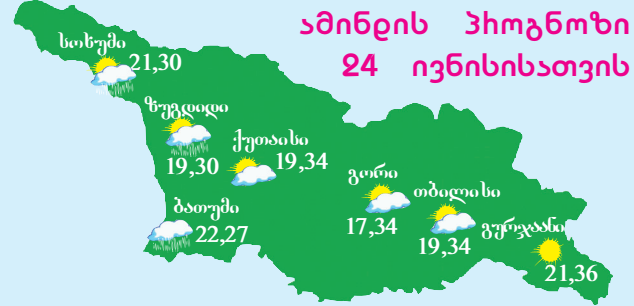 ამინდის პროგნოზი
24 ივნისისათვის
სოხუმი
21,30
ზუგდიდი
19,30
ქუთაისი
19,34
გორი
17,34
თბილისი
19,34
ბათუმი
22,27
გურჯაანი
21,36